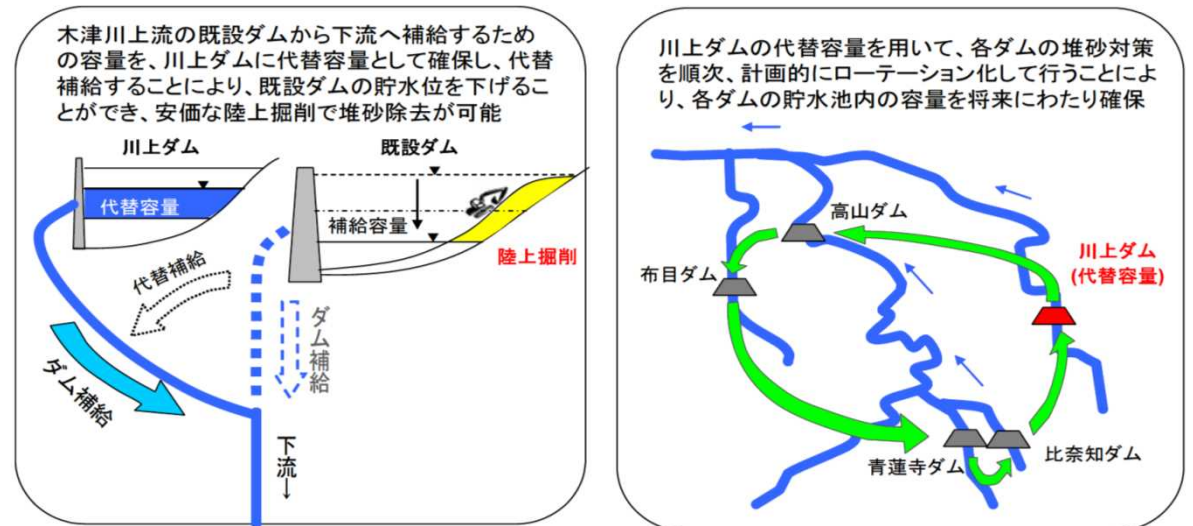 木津川上流の既設ダムから下流へ補給するため
の容量を、川上ダムに代替容量として確保し、代替
補給することにより、既設ダムの貯水位を下げるこ
とができ、安価な陸上掘削で堆砂除去が可能
川上ダム
既設ダム
代替容量
補給容量
陸上掘削
代替補給
ダム補給
ダム補給
下流→
川上ダムの代替容量を用いて、各ダムの堆砂対策
を順次、計画的にローテーション化して行うことによ
り、各ダムの貯水池内の容量を将来にわたり確保
高山ダム
川上ダム
(代替容量)
布目ダム
青蓮寺ダム
比奈知ダム